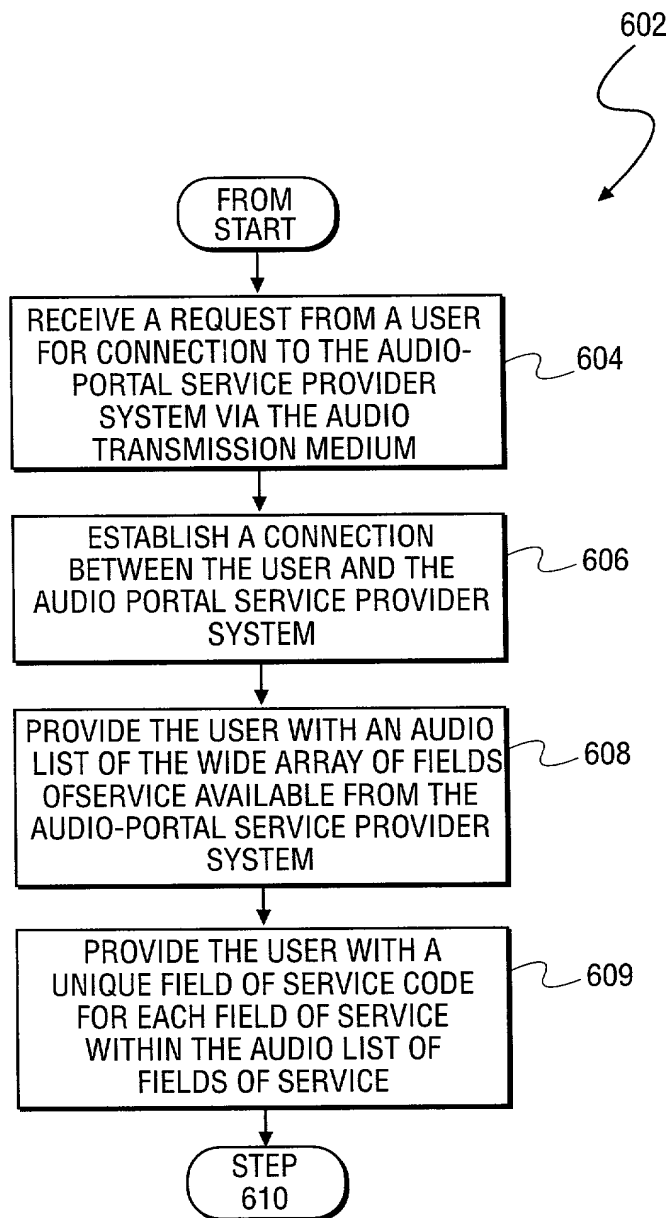 602
FROM
START
RECEIVE A REQUEST FROM A USER
FOR CONNECTION TO THE AUDIO-
PORTAL SERVICE PROVIDER
SYSTEM VIA THE AUDIO
TRANSMISSION MEDIUM
604
ESTABLISH A CONNECTION
BETWEEN THE USER AND THE
AUDIO PORTAL SERVICE PROVIDER
SYSTEM
606
PROVIDE THE USER WITH AN AUDIO
LIST OF THE WIDE ARRAY OF FIELDS
OFSERVICE AVAILABLE FROM THE
AUDIO-PORTAL SERVICE PROVIDER
SYSTEM
608
PROVIDE THE USER WITH A
UNIQUE FIELD OF SERVICE CODE
FOR EACH FIELD OF SERVICE
WITHIN THE AUDIO LIST OF
FIELDS OF SERVICE
609
STEP
610